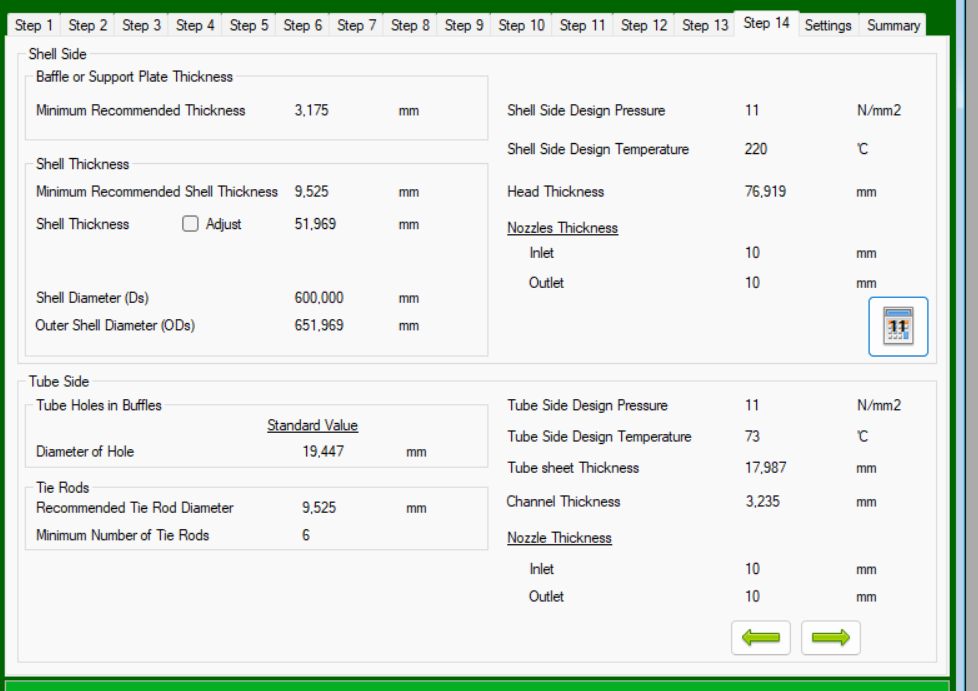 Step 1 Step 2 Step 3 Step 4 Step 5 Step 6 Step 7 Step 8 Step 9 Step 10 Step 11 Step 12 Step 13 Step 14 Settings Summary
Shell Side
Baffle or Support Plate Thickness
Minimum Recommended Thickness 3,175 mm
Shell Thickness
Minimum Recommended Shell Thickness 9,525 mm
Shell Thickness Adjust 51,969 mm
Shell Diameter (Ds) 600,000 mm
Outer Shell Diameter (ODs) 651,969 mm
Shell Side Design Pressure 11 N/mm2
Shell Side Design Temperature 220 'C
Head Thickness 76,919 mm
Nozzles Thickness
Inlet 10 mm
Outlet 10 mm
11
Tube Side
Tube Holes in Buffles
Standard Value
Diameter of Hole 19,447 mm
Tie Rods
Recommended Tie Rod Diameter 9,525 mm
Minimum Number of Tie Rods 6
Tube Side Design Pressure 11 N/mm2
Tube Side Design Temperature 73 'C
Tube sheet Thickness 17,987 mm
Channel Thickness 3,235 mm
Nozzle Thickness
Inlet 10 mm
Outlet 10 mm